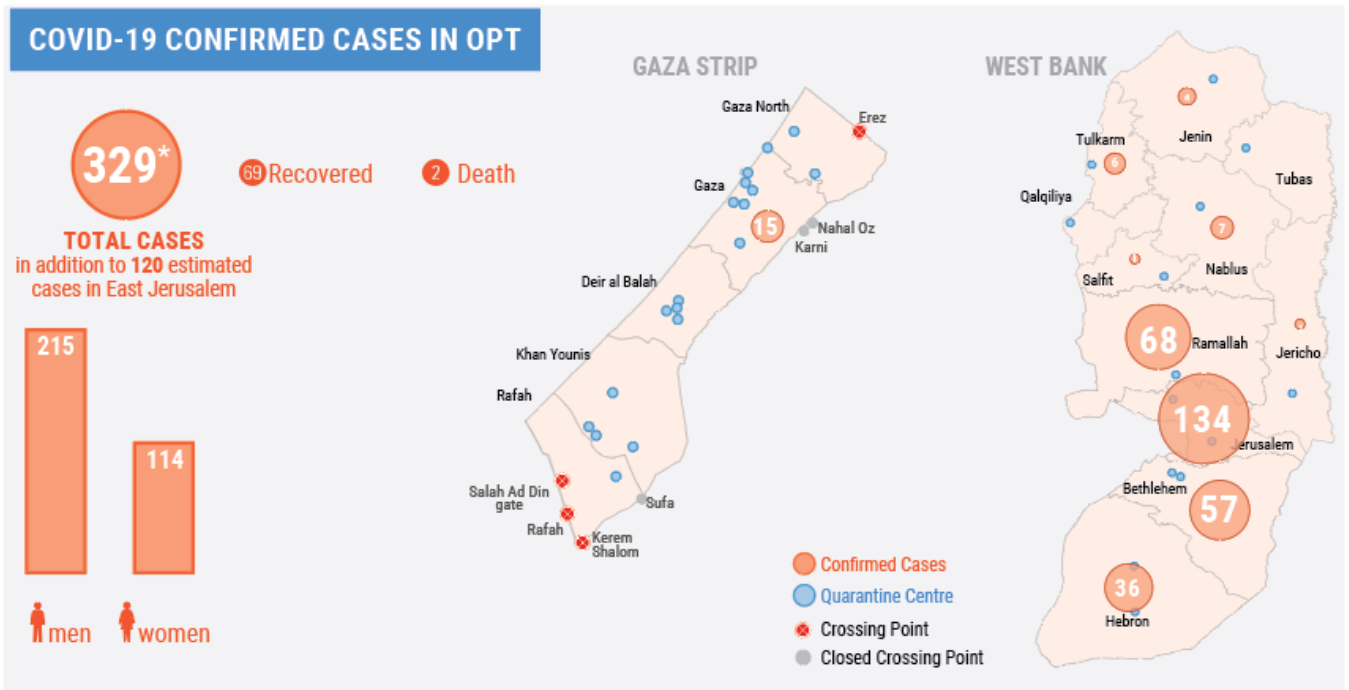 COVID-19 CONFIRMED CASES IN OPT
329*
69 Recovered
2 Death
TOTAL CASES
in addition to 120 estimated
cases in East Jerusalem
215
114
men
women
GAZA STRIP
Gaza North
Erez
Gaza
15
Nahal Oz
Karni
Deir al Balah
Khan Younis
Rafah
Salah Ad Din
gate
Rafah
Kerem
Shalom
Sufa
Confirmed Cases
Quarantine Centre
Crossing Point
Closed Crossing Point
WEST BANK
4
Jenin
Tulkarm
6
Tubas
Qalqiliya
7
Nablus
Salfit
68
Ramallah
Jericho
134
Jerusalem
Bethlehem
57
36
Hebron